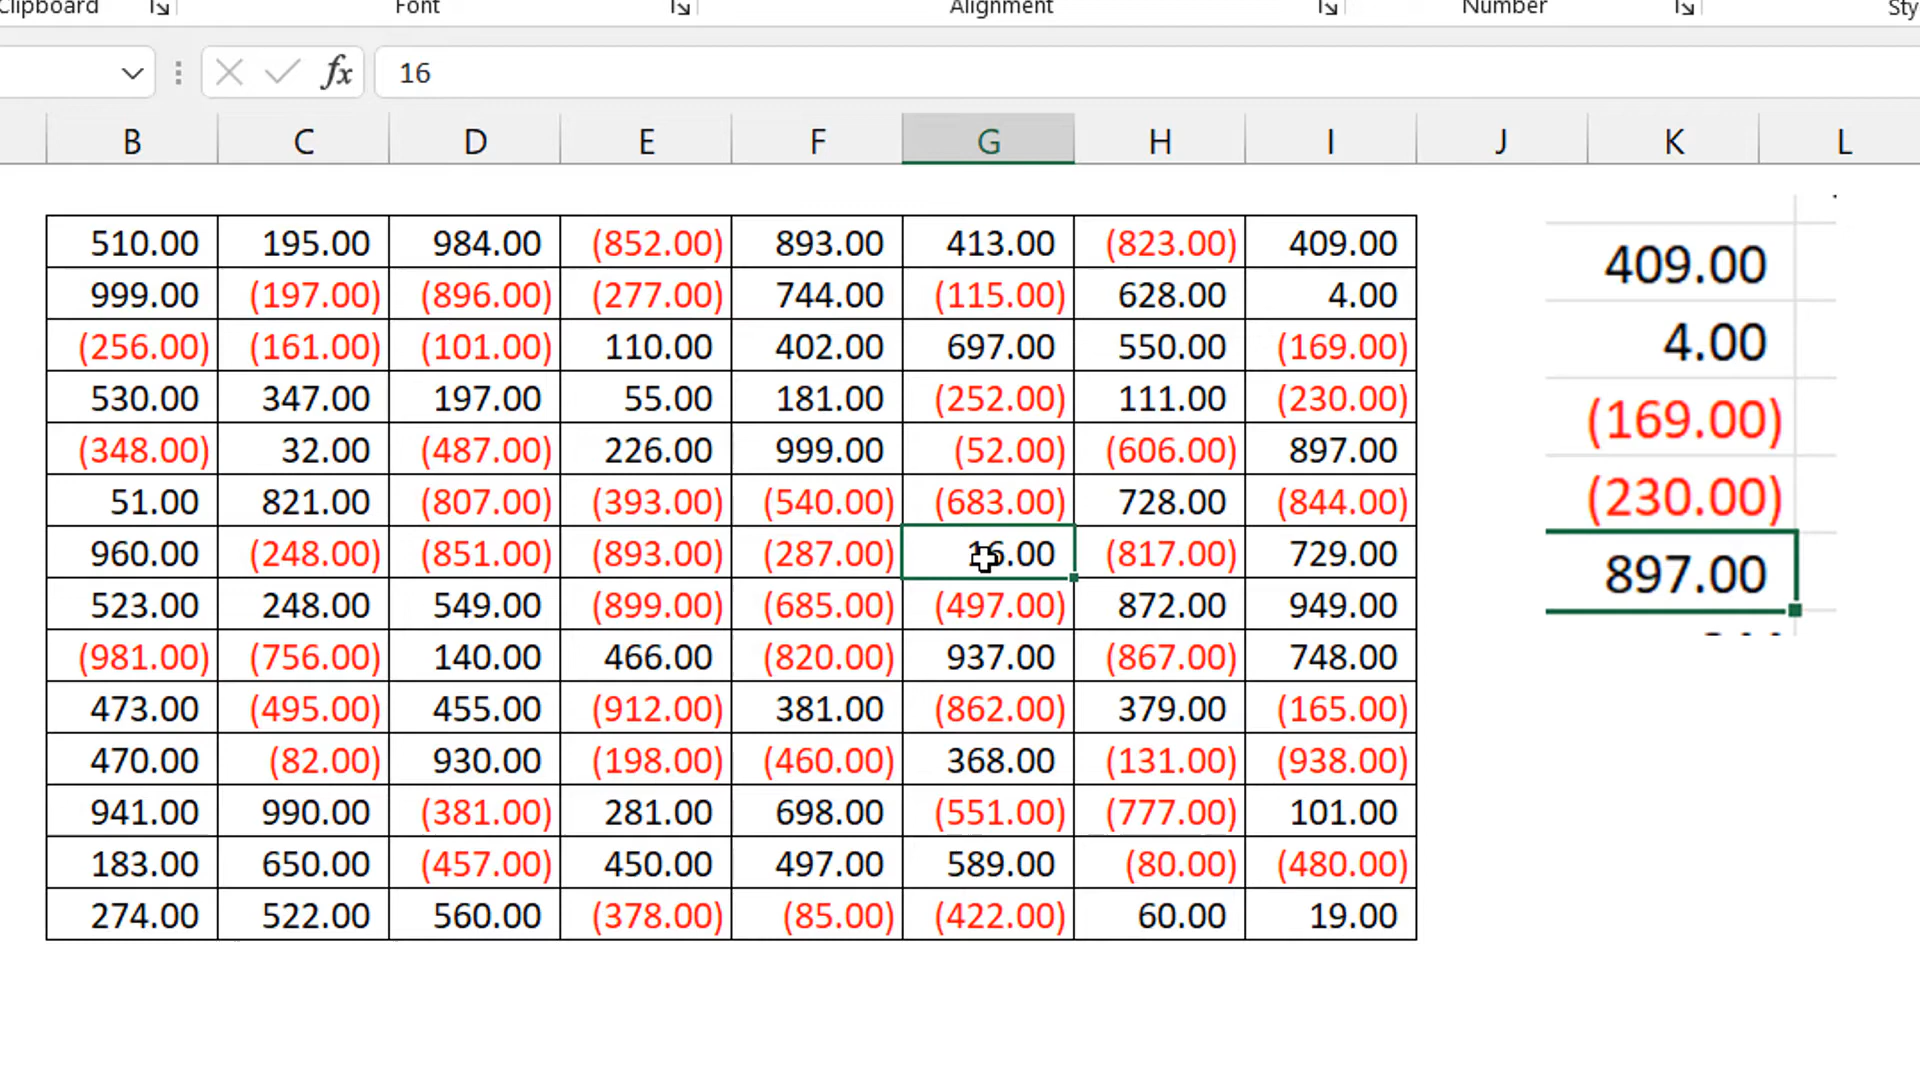 Clipboard Font Alignment Number Sty
fx 16
B C D E F G H I J K L
510.00 195.00 984.00 (852.00) 893.00 413.00 (823.00) 409.00
999.00 (197.00) (896.00) (277.00) 744.00 (115.00) 628.00 4.00
(256.00) (161.00) (101.00) 110.00 402.00 697.00 550.00 (169.00)
530.00 347.00 197.00 55.00 181.00 (252.00) 111.00 (230.00)
(348.00) 32.00 (487.00) 226.00 999.00 (52.00) (606.00) 897.00
51.00 821.00 (807.00) (393.00) (540.00) (683.00) 728.00 (844.00)
960.00 (248.00) (851.00) (893.00) (287.00) 16.00 (817.00) 729.00
523.00 248.00 549.00 (899.00) (685.00) (497.00) 872.00 949.00
(981.00) (756.00) 140.00 466.00 (820.00) 937.00 (867.00) 748.00
473.00 (495.00) 455.00 (912.00) 381.00 (862.00) 379.00 (165.00)
470.00 (82.00) 930.00 (198.00) (460.00) 368.00 (131.00) (938.00)
941.00 990.00 (381.00) 281.00 698.00 (551.00) (777.00) 101.00
183.00 650.00 (457.00) 450.00 497.00 589.00 (80.00) (480.00)
274.00 522.00 560.00 (378.00) (85.00) (422.00) 60.00 19.00
409.00
4.00
(169.00)
(230.00)
897.00